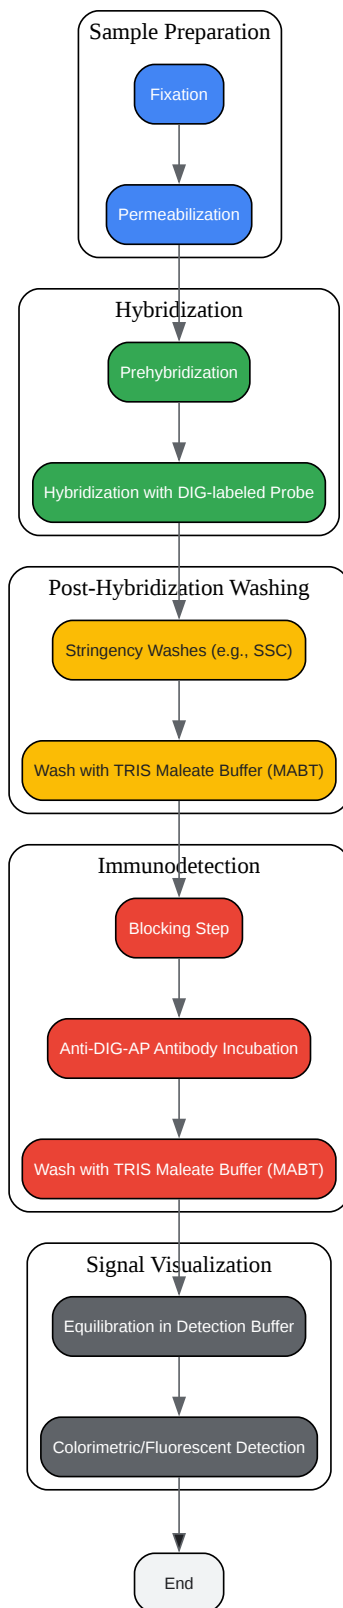 Sample Preparation
Fixation
Permeabilization
Hybridization
Prehybridization
Hybridization with DIG-labeled Probe
Post-Hybridization Washing
Stringency Washes (e.g., SSC)
Wash with TRIS Maleate Buffer (MABT)
Immunodetection
Blocking Step
Anti-DIG-AP Antibody Incubation
Wash with TRIS Maleate Buffer (MABT)
Signal Visualization
Equilibration in Detection Buffer
Colorimetric/Fluorescent Detection
End